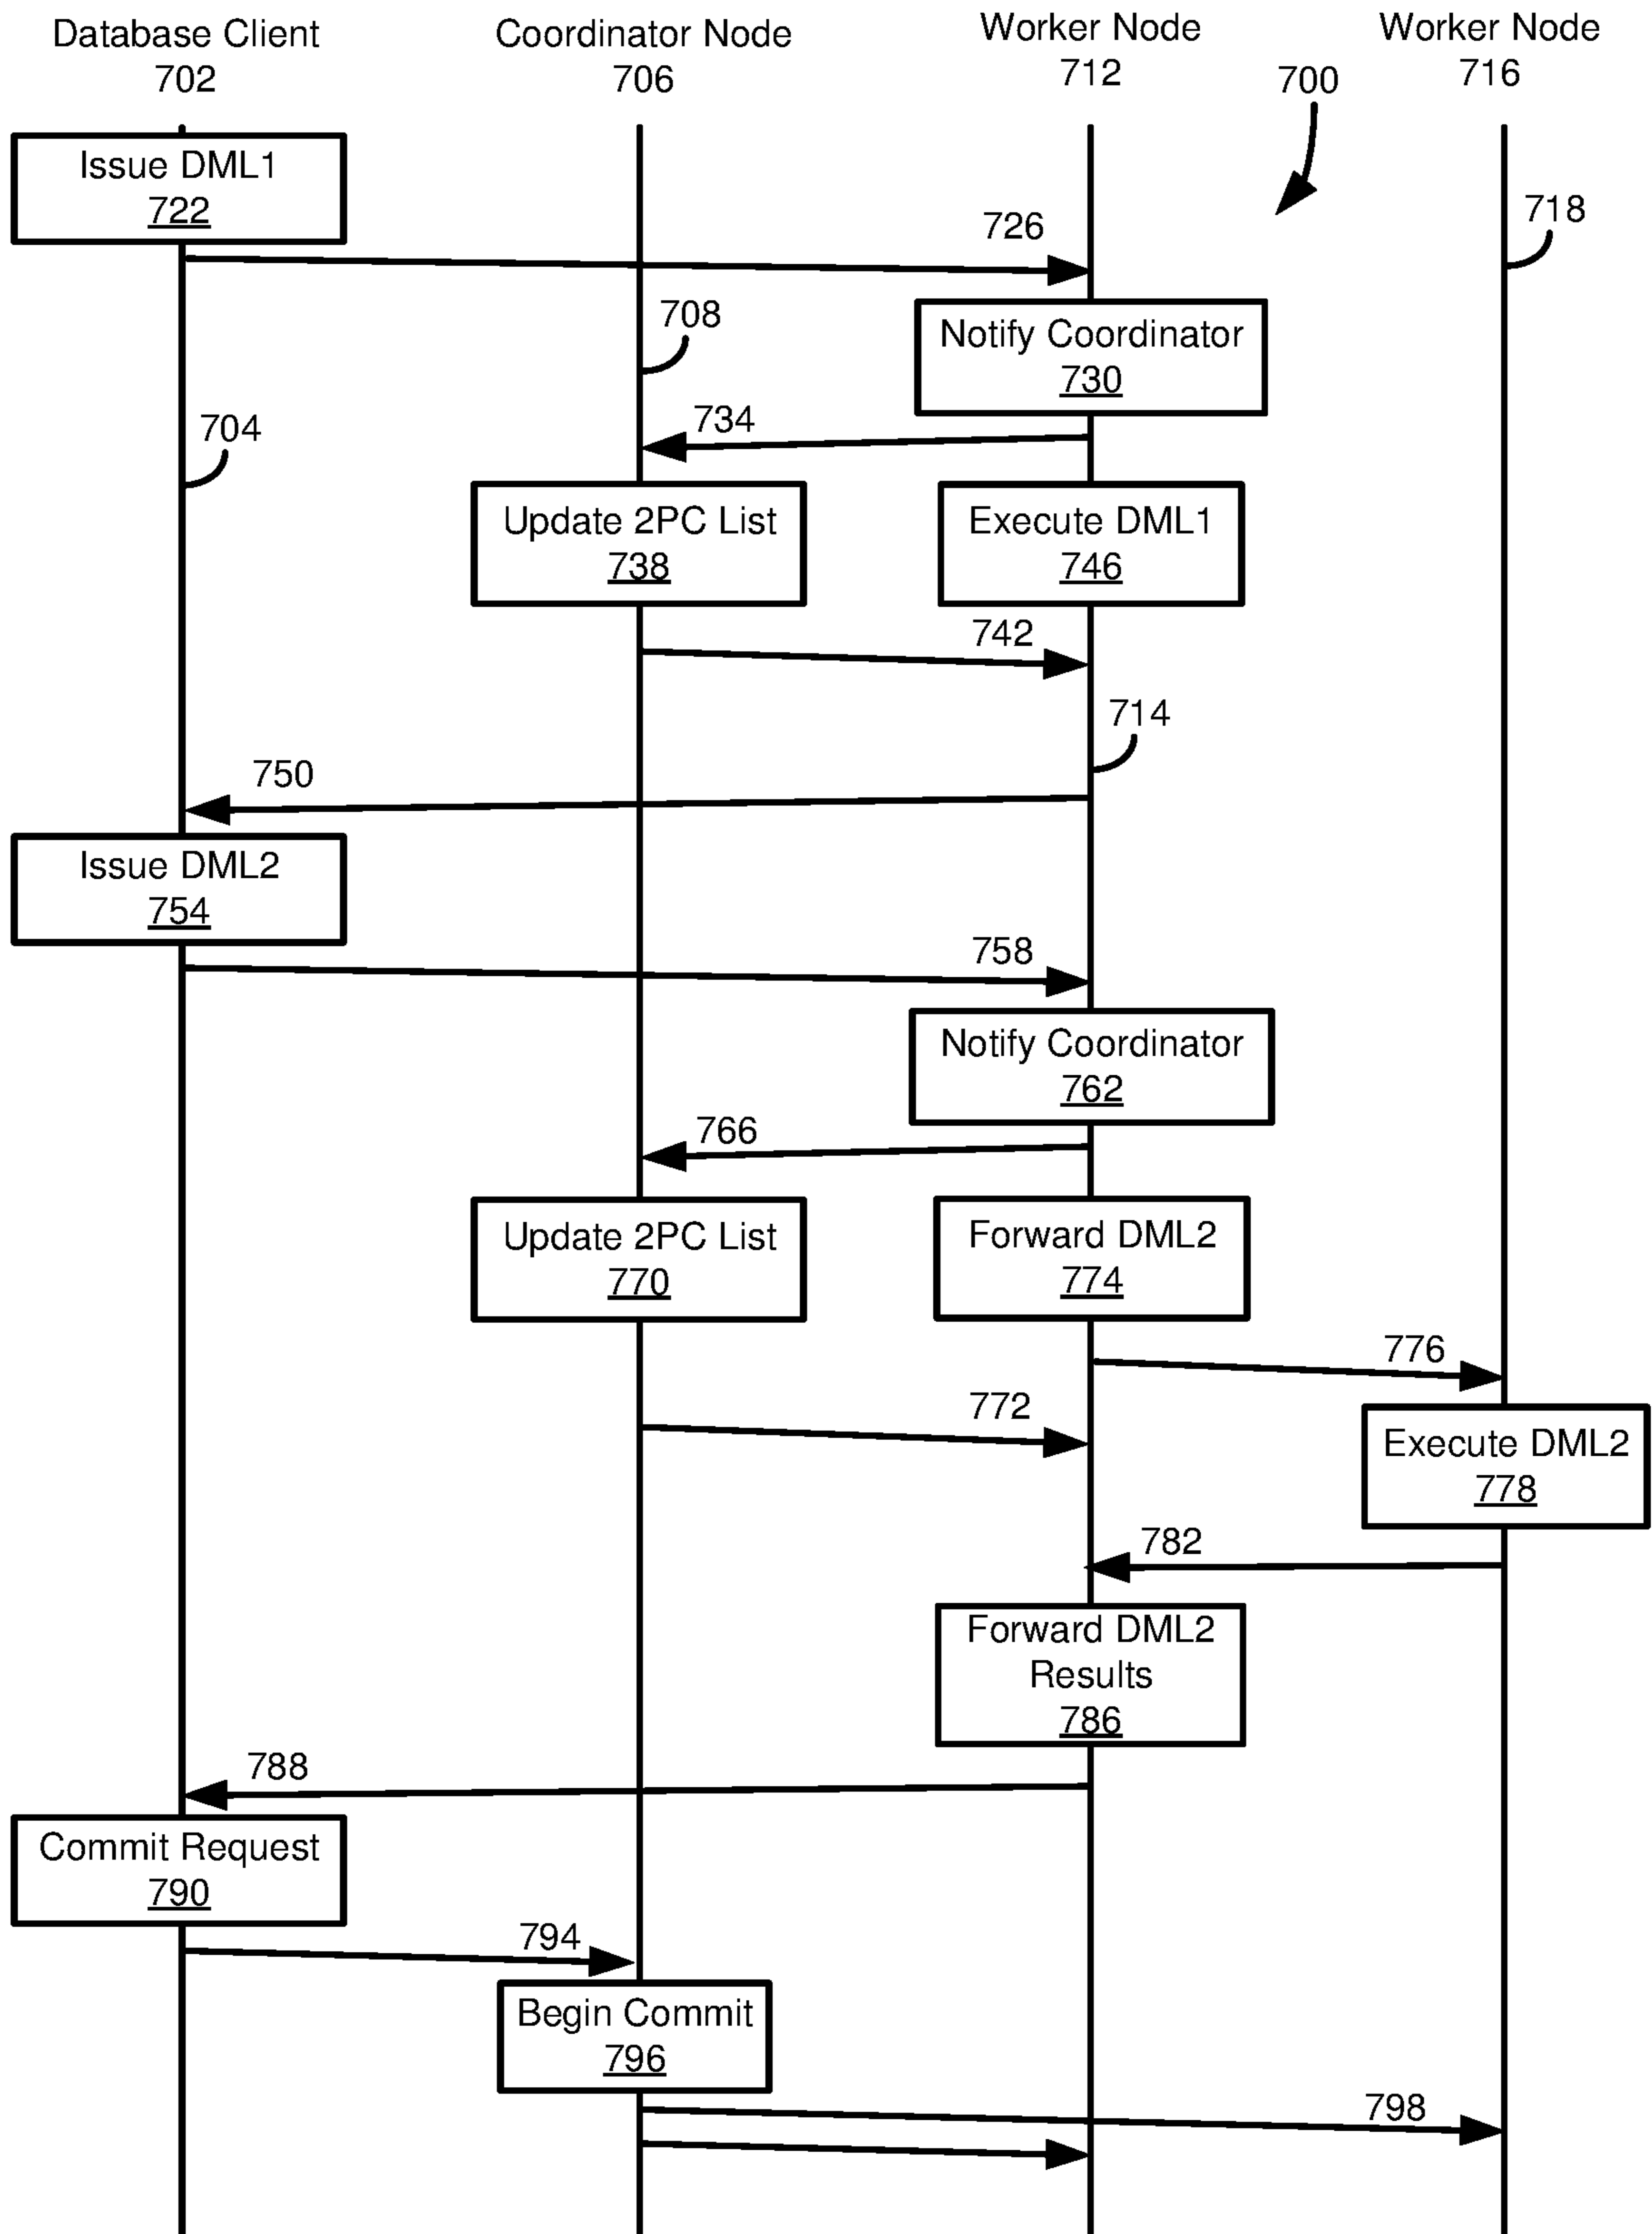 Database Client
702
Coordinator Node
706
Worker Node
712
Worker Node
716
700
Issue DML1
722
726
718
708
Notify Coordinator
730
704
734
Update 2PC List
738
Execute DML1
746
742
714
750
Issue DML2
754
758
Notify Coordinator
762
766
Update 2PC List
770
Forward DML2
774
776
772
Execute DML2
778
782
Forward DML2
Results
786
788
Commit Request
790
794
Begin Commit
796
798